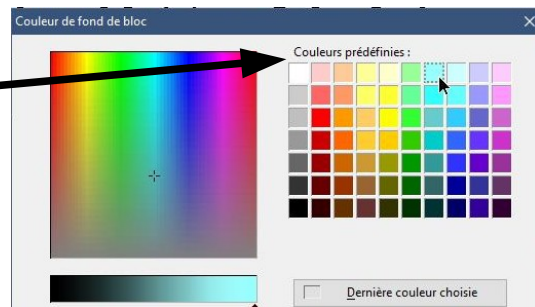 Couleur de fond de bloc
Couleurs prédéfinies :
Dernière couleur choisie